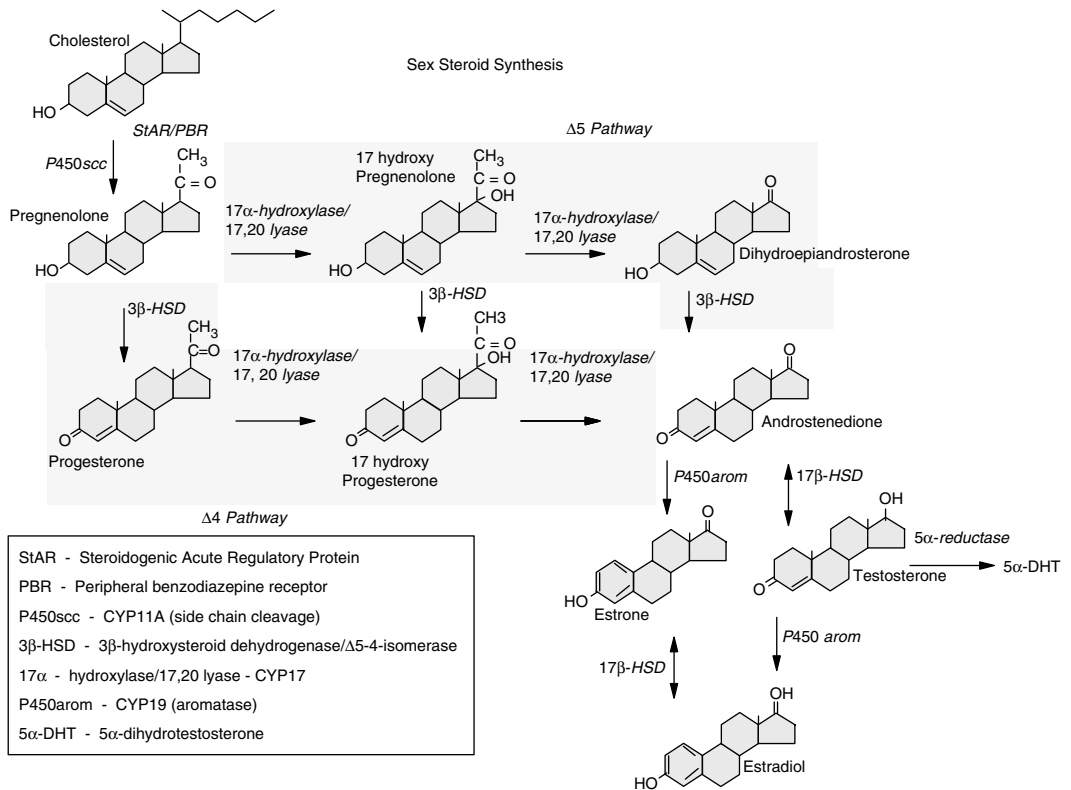 Cholesterol
Sex Steroid Synthesis
HO
StAR/PBR
Δ5 Pathway
P450scc
CH3
C = O
Pregnenolone
HO
17α-hydroxylase/
17,20 lyase
17 hydroxy
Pregnenolone
CH3
C = O
OH
HO
17α-hydroxylase/
17,20 lyase
O
HO
Dihydroepiandrosterone
3β-HSD
3β-HSD
3β-HSD
CH3
C=O
O
Progesterone
17α-hydroxylase/
17, 20 lyase
CH3
C = O
OH
O
17 hydroxy
Progesterone
17α-hydroxylase/
17,20 lyase
O
O
Androstenedione
Δ4 Pathway
P450arom
17β-HSD
O
HO
Estrone
OH
O
Testosterone
5α-reductase
5α-DHT
17β-HSD
P450 arom
OH
HO
Estradiol
StAR - Steroidogenic Acute Regulatory Protein
PBR - Peripheral benzodiazepine receptor
P450scc - CYP11A (side chain cleavage)
3β-HSD - 3β-hydroxysteroid dehydrogenase/Δ5-4-isomerase
17α - hydroxylase/17,20 lyase - CYP17
P450arom - CYP19 (aromatase)
5α-DHT - 5α-dihydrotestosterone